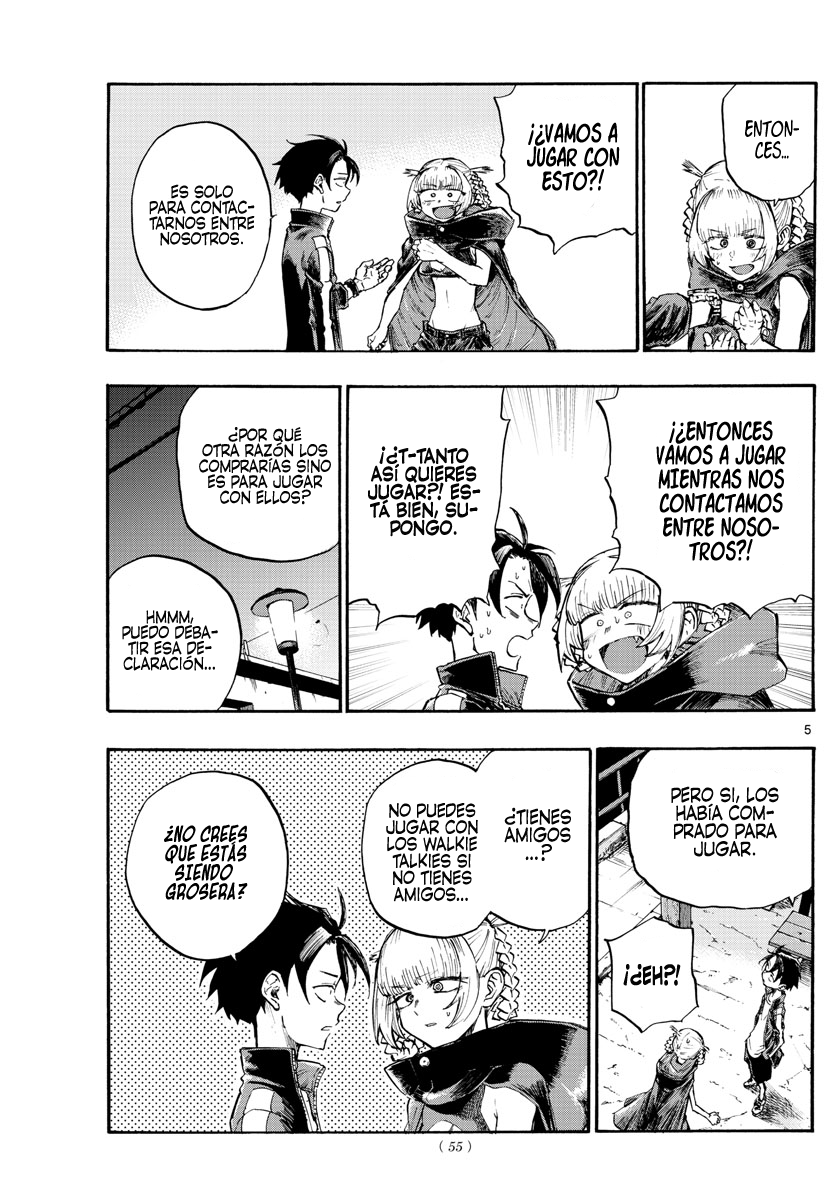 ENTON-
CES...
¡¿VAMOS A
JUGAR CON
ESTO?!
ES SOLO
PARA CONTAC-
TARNOS ENTRE
NOSOTROS.
¡¿ENTONCES
VAMOS A JUGAR
MIENTRAS NOS
CONTACTAMOS
ENTRE NOSO-
TROS?!
¡¿T-TANTO
ASÍ QUIERES
JUGAR?! ES-
TÁ BIEN, SU-
PONGO.
¿POR QUÉ
OTRA RAZÓN LOS
COMPRARÍAS SINO
ES PARA JUGAR
CON ELLOS?
HMMM,
PUEDO DEBA-
TIR ESA DE-
CLARACIÓN...
5
PERO SI, LOS
HABÍA COM-
PRADO PARA
JUGAR.
¡¿EH?!
¿TIENES
AMIGOS
...?
NO PUEDES
JUGAR CON
LOS WALKIE
TALKIES SI
NO TIENES
AMIGOS...
¿NO CREES
QUE ESTÁS
SIENDO
GROSERA?
( 55 )